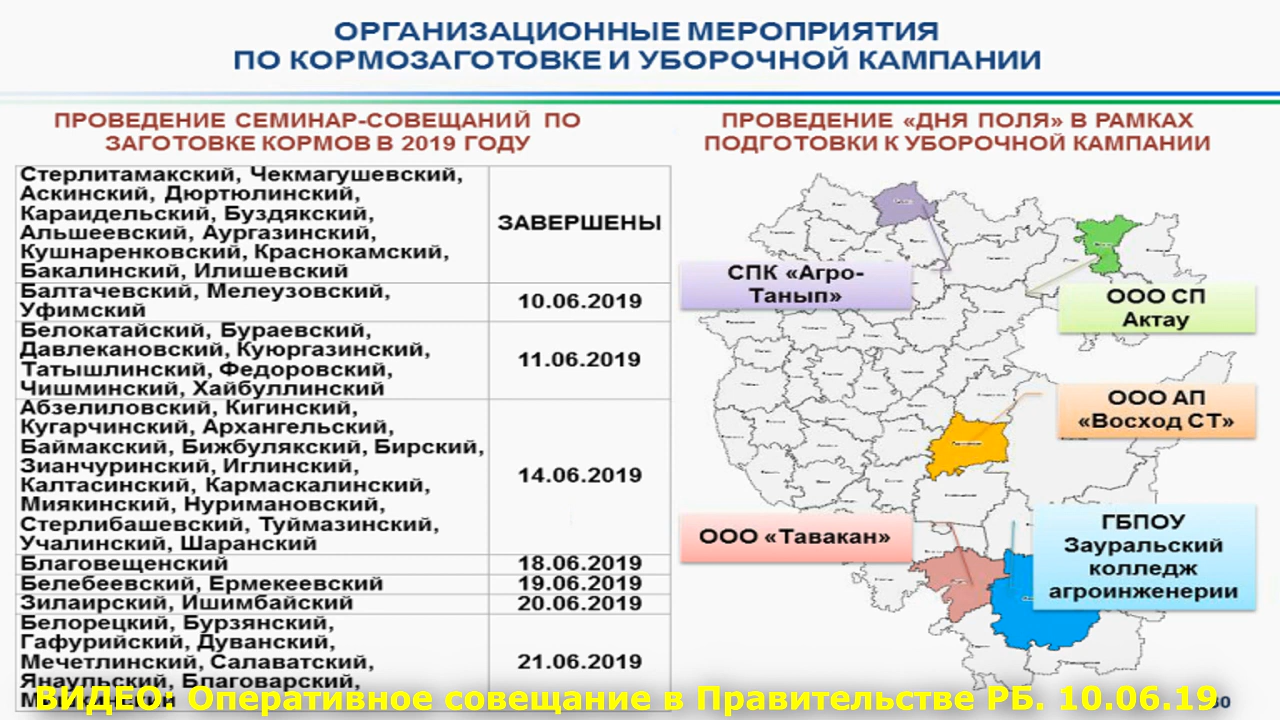 ОРГАНИЗАЦИОННЫЕ МЕРОПРИЯТИЯ
ПО КОРМОЗАГОТОВКЕ И УБОРОЧНОЙ КАМПАНИИ
ПРОВЕДЕНИЕ СЕМИНАР-СОВЕЩАНИЙ ПО
ЗАГОТОВКЕ КОРМОВ В 2019 ГОДУ
Стерлитамакский, Чекмагушевский,
Аскинский, Дюртюлинский,
Караидельский, Буздякский,
Альшеевский, Аургазинский,
Кушнаренковский, Краснокамский,
Бакалинский, Илишевский
ЗАВЕРШЕНЫ
Балтачевский, Мелеузовский,
Уфимский
10.06.2019
Белокатайский, Бураевский,
Давлекановский, Куюргазинский,
Татышлинский, Федоровский,
Чишминский, Хайбуллинский
11.06.2019
Абзелиловский, Кигинский,
Кугарчинский, Архангельский,
Баймакский, Бижбулякский, Бирский,
Зианчуринский, Иглинский,
Калтасинский, Кармаскалинский,
Миякинский, Нуримановский,
Стерлибашевский, Туймазинский,
Учалинский, Шаранский
14.06.2019
Благовещенский
18.06.2019
Белебеевский, Ермекеевский
19.06.2019
Зилаирский, Ишимбайский
20.06.2019
Белорецкий, Бурзянский,
Гафурийский, Дуванский,
Мечетлинский, Салаватский,
Янаульский, Благоварский,
21.06.2019
ПРОВЕДЕНИЕ «ДНЯ ПОЛЯ» В РАМКАХ
ПОДГОТОВКИ К УБОРОЧНОЙ КАМПАНИИ
СПК «Агро-
Танып»
ООО СП
Актау
ООО АП
«Восход СТ»
ООО «Тавакан»
ГБПОУ
Зауральский
колледж
агроинженерии
ВИДЕО: Оперативное совещание в Правительстве РБ. 10.06.19